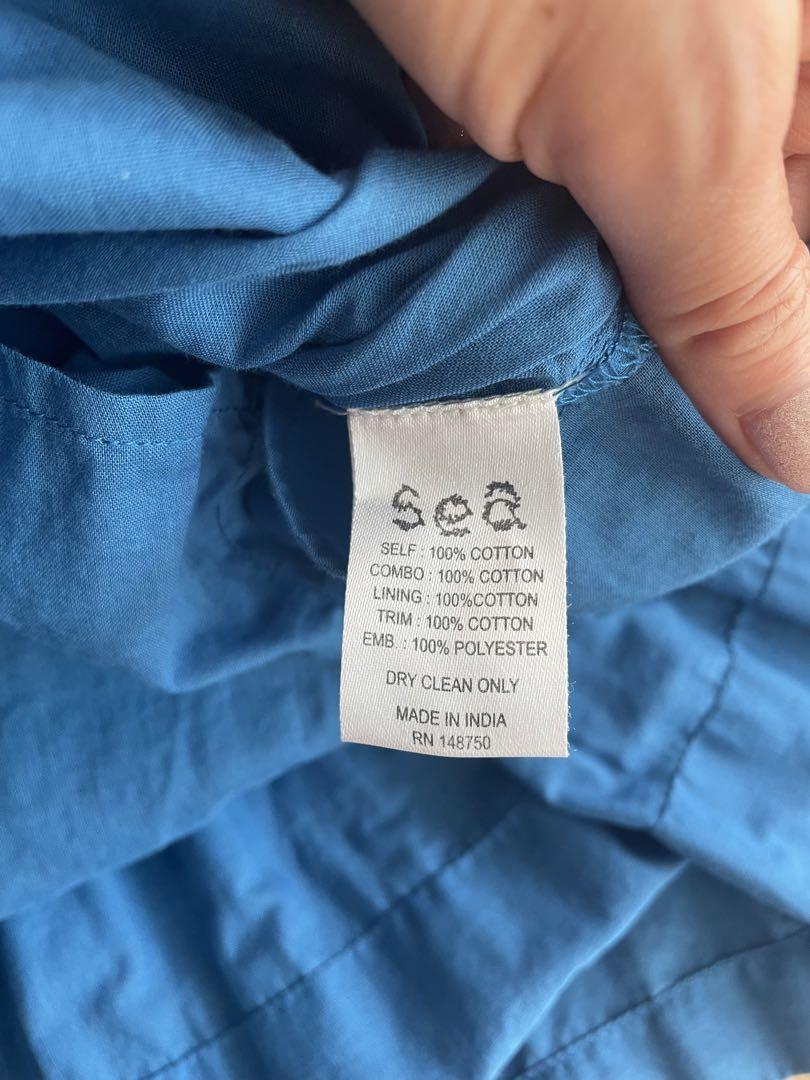 sea
SELF : 100% COTTON
COMBO : 100% COTTON
LINING : 100%COTTON
TRIM : 100% COTTON
EMB. : 100% POLYESTER
DRY CLEAN ONLY
MADE IN INDIA
RN 148750